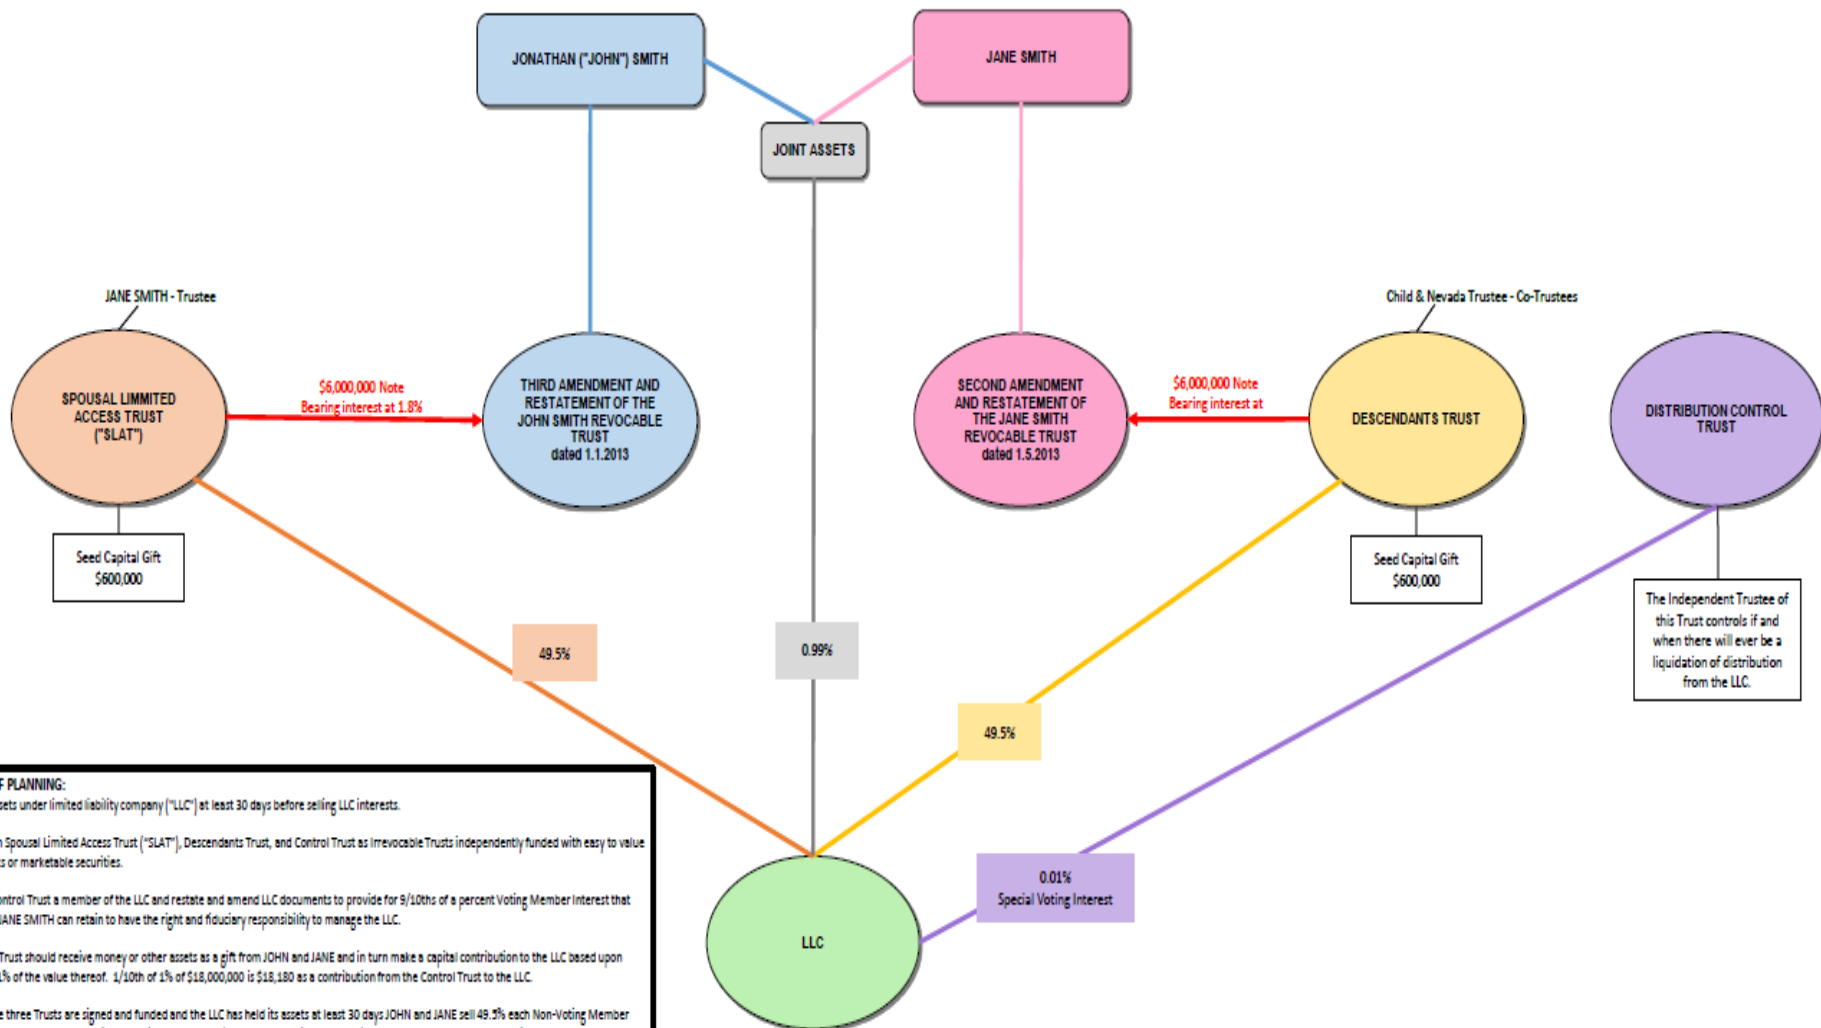 JONATHAN ("JOHN") SMITH
JANE SMITH
JOINT ASSETS
JANE SMITH - Trustee
Child & Nevada Trustee - Co-Trustees
SPOUSAL LIMMITED
ACCESS TRUST
("SLAT")
$6,000,000 Note
Bearing interest at 1.8%
THIRD AMENDMENT AND
RESTATEMENT OF THE
JOHN SMITH REVOCABLE
TRUST
dated 1.1.2013
SECOND AMENDMENT
AND RESTATEMENT OF
THE JANE SMITH
REVOCABLE TRUST
dated 1.5.2013
$6,000,000 Note
Bearing interest at
DESCENDANTS TRUST
DISTRIBUTION CONTROL
TRUST
Seed Capital Gift
$600,000
Seed Capital Gift
$600,000
The Independent Trustee of
this Trust controls if and
when there will ever be a
liquidation of distribution
from the LLC.
49.5%
0.99%
49.5%
0.01%
Special Voting Interest
LLC
F PLANNING:
sets under limited liability company ("LLC") at least 30 days before selling LLC interests.
n Spousal Limited Access Trust ("SLAT"), Descendants Trust, and Control Trust as Irrevocable Trusts independently funded with easy to value
s or marketable securities.
ontrol Trust a member of the LLC and restate and amend LLC documents to provide for 9/10ths of a percent Voting Member Interest that
JANE SMITH can retain to have the right and fiduciary responsibility to manage the LLC.
Trust should receive money or other assets as a gift from JOHN and JANE and in turn make a capital contribution to the LLC based upon
1% of the value thereof. 1/10th of 1% of $18,000,000 is $18,180 as a contribution from the Control Trust to the LLC.
e three Trusts are signed and funded and the LLC has held its assets at least 30 days JOHN and JANE sell 49.5% each Non-Voting Member